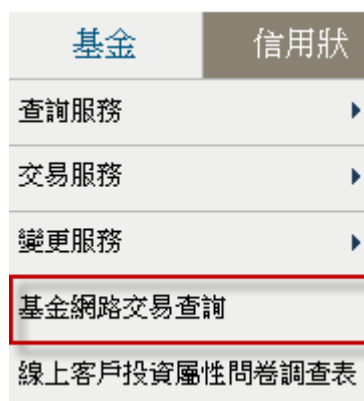 基金 信用狀
查詢服務
交易服務
變更服務
基金網路交易查詢
線上客戶投資屬性問卷調查表